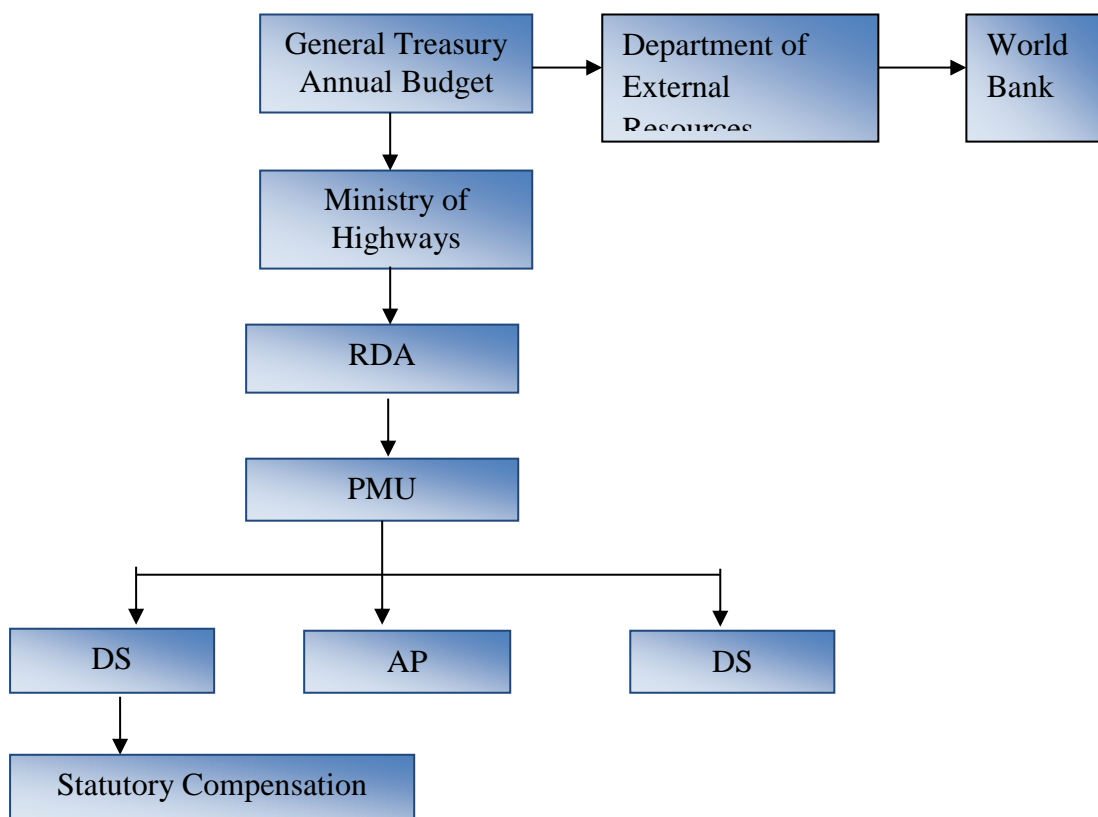 General Treasury
Annual Budget
Department of
External
Resources
World
Bank
Ministry of
Highways
RDA
PMU
DS
AP
DS
Statutory Compensation